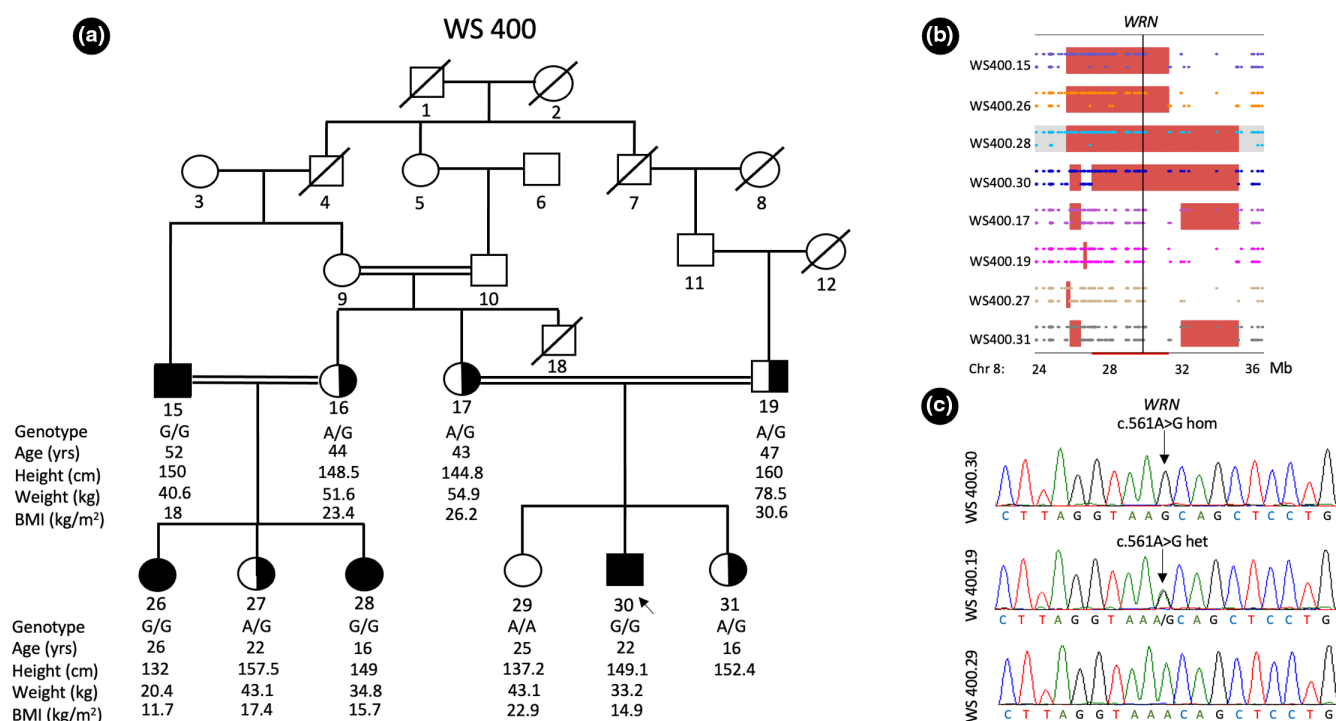 (a)
WS 400
1 2
3 4 5 6 7 8
9 10 11 12
18
15 16 17 19
Genotype G/G A/G A/G A/G
Age (yrs) 52 44 43 47
Height (cm) 150 148.5 144.8 160
Weight (kg) 40.6 51.6 54.9 78.5
BMI (kg/m²) 18 23.4 26.2 30.6
26 27 28 29 30 31
Genotype G/G A/G G/G A/A G/G A/G
Age (yrs) 26 22 16 25 22 16
Height (cm) 132 157.5 149 137.2 149.1 152.4
Weight (kg) 20.4 43.1 34.8 43.1 33.2
BMI (kg/m²) 11.7 17.4 15.7 22.9 14.9
(b)
WRN
WS400.15
WS400.26
WS400.28
WS400.30
WS400.17
WS400.19
WS400.27
WS400.31
Chr 8: 24 28 32 36 Mb
(c)
WRN
c.561A>G hom
WS 400.30
C T T A G G T A A G C A G C T C C T G
c.561A>G het
WS 400.19
C T T A G G T A A A/G C A G C T C C T G
WS 400.29
C T T A G G T A A A C A G C T C C T G